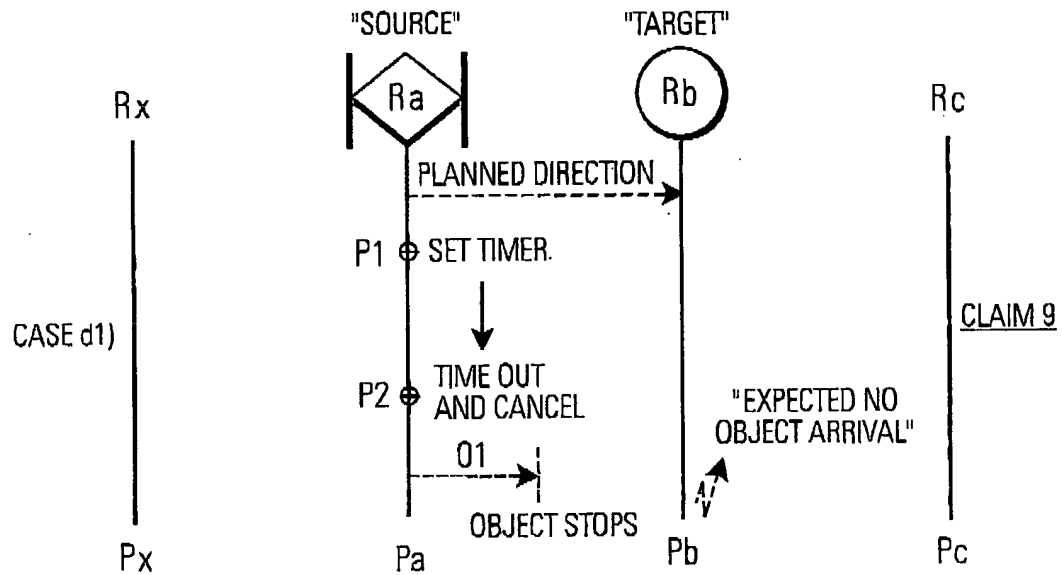 "SOURCE"
"TARGET"
Rx
Ra
Rb
Rc
PLANNED DIRECTION
P1
SET TIMER.
CASE d1)
CLAIM 9
P2
TIME OUT
AND CANCEL
"EXPECTED NO
OBJECT ARRIVAL"
01
OBJECT STOPS
Px
Pa
Pb
Pc